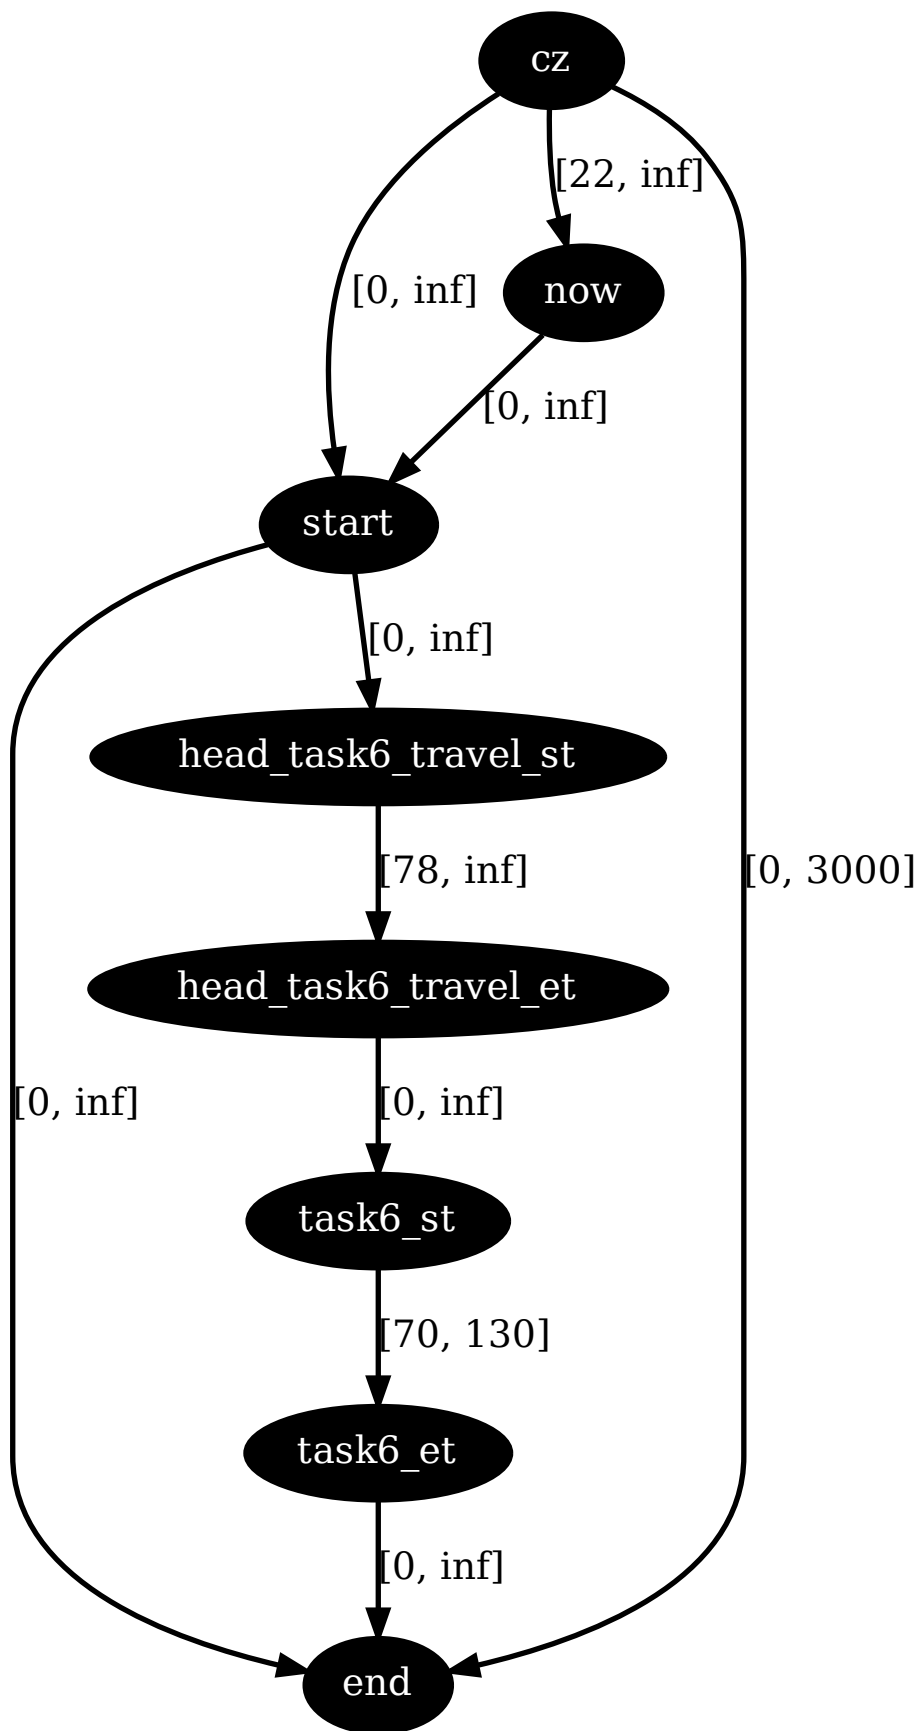 cz
[22, inf]
[0, inf]
now
[0, inf]
start
[0, inf]
head_task6_travel_st
[78, inf]
[0, 3000]
head_task6_travel_et
[0, inf]
[0, inf]
task6_st
[70, 130]
task6_et
[0, inf]
end